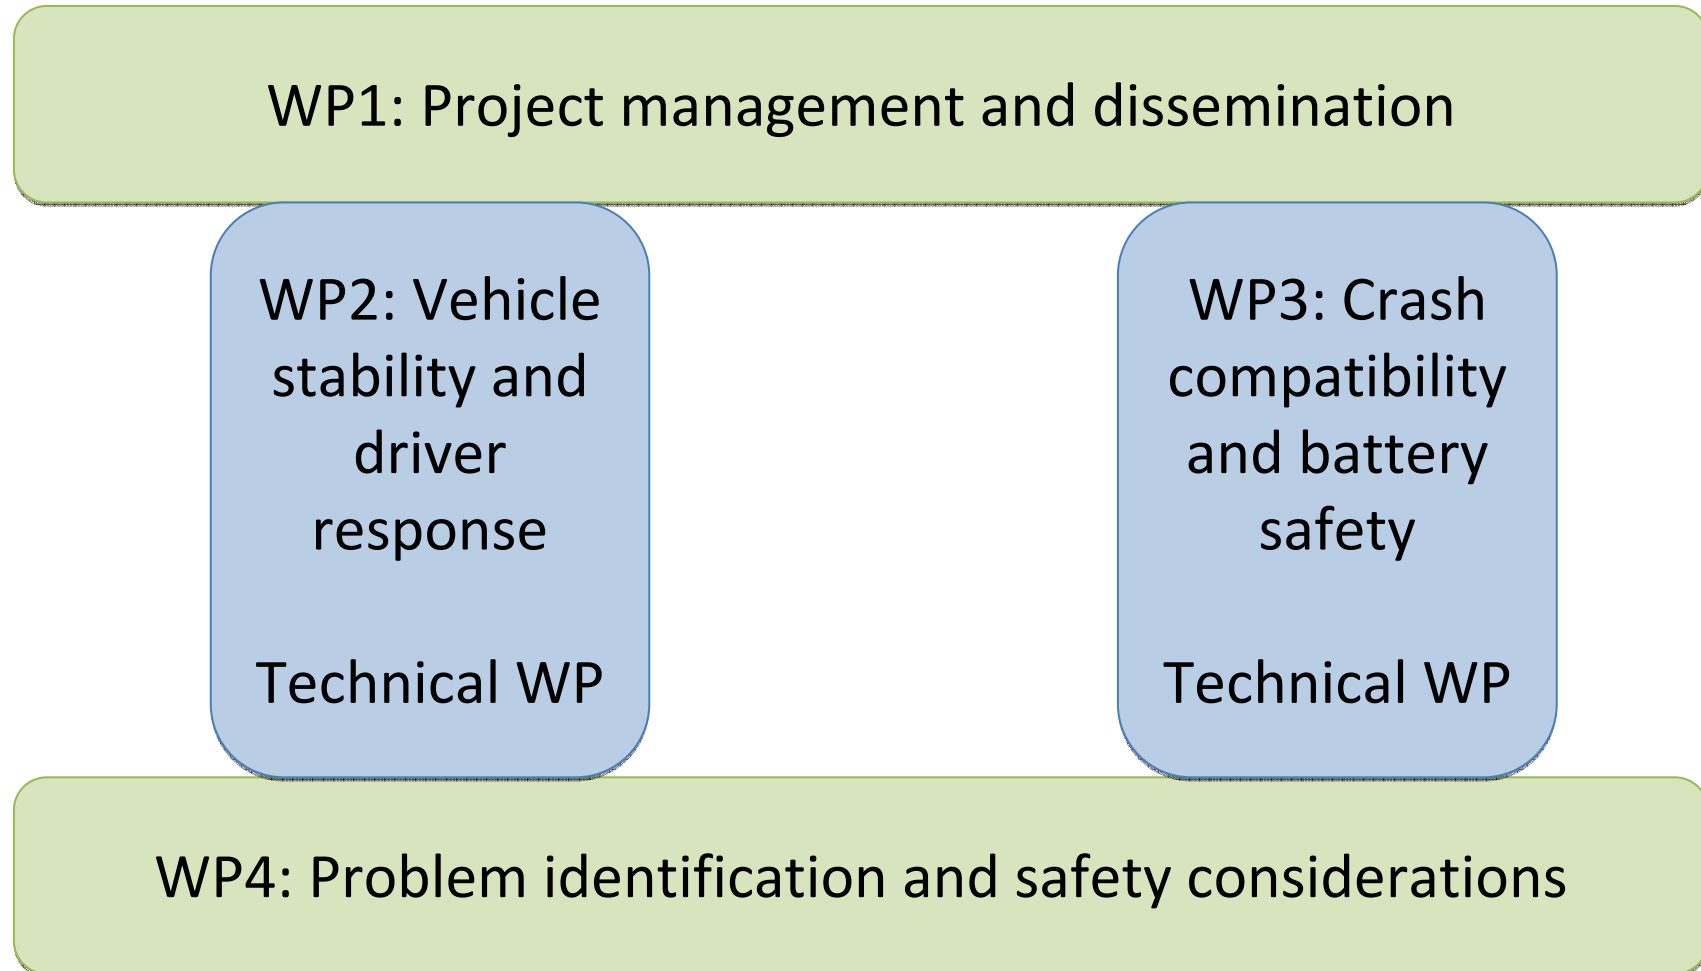 WP1: Project management and dissemination
WP2: Vehicle
stability and
driver
response
Technical WP
WP3: Crash
compatibility
and battery
safety
Technical WP
WP4: Problem identification and safety considerations